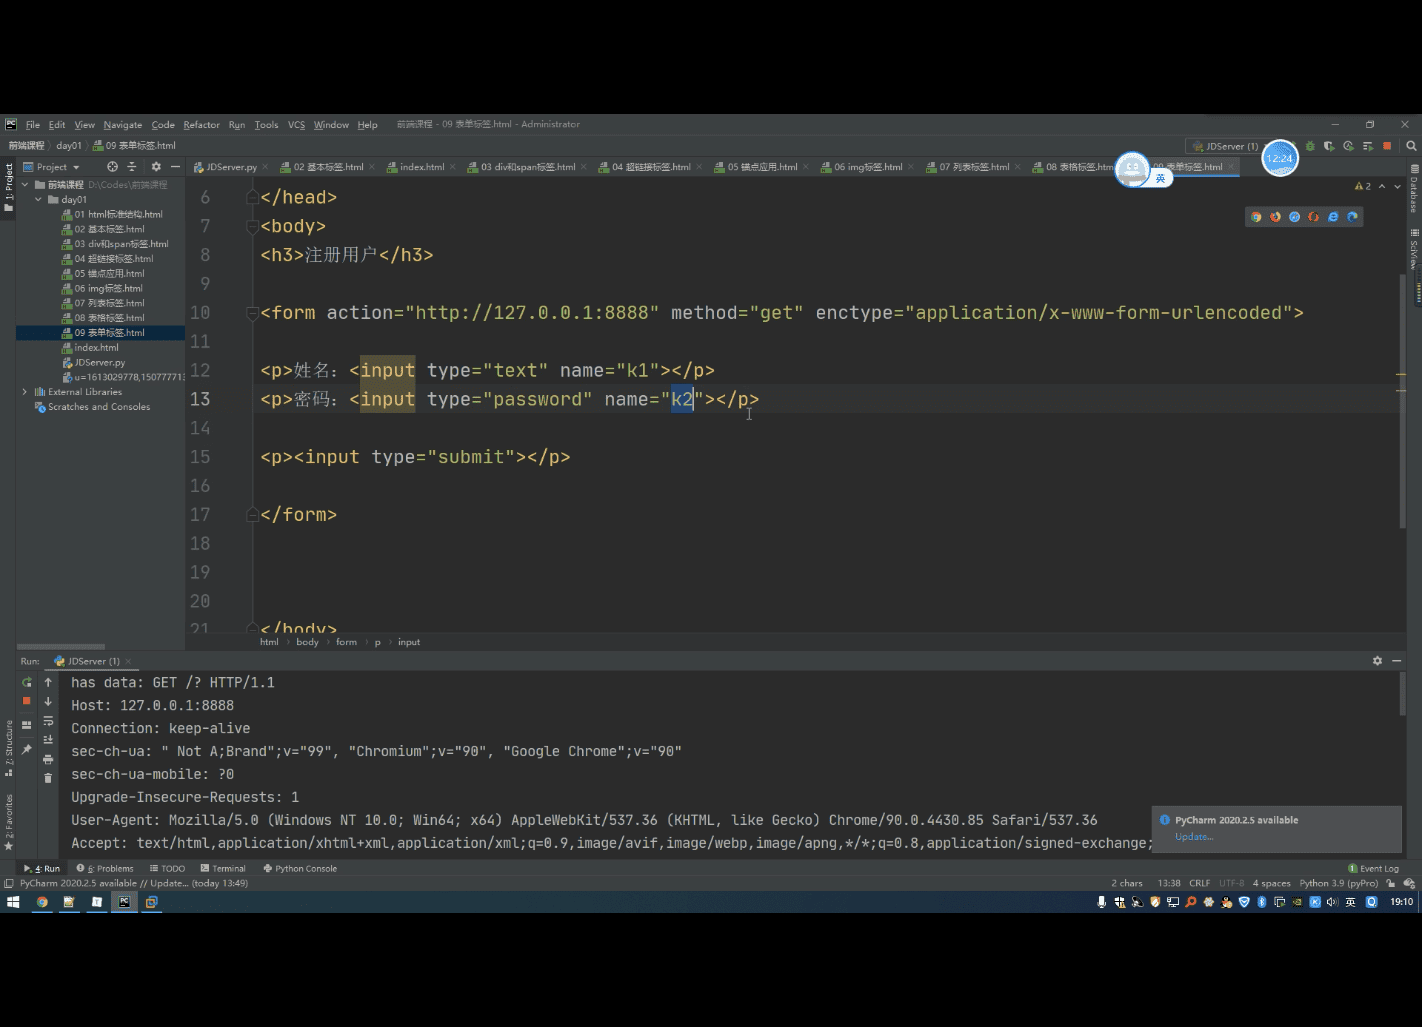 File Edit View Navigate Code Refactor Run Tools VCS Window Help 前端课程 - 09 表单标签.html - Administrator
前端课程 day01 09 表单标签.html JDServer (1) 12:24
Project JDServer.py 02 基本标签.html index.html 03 div和span标签.html 04 超链接标签.html 05 锚点应用.html 06 img标签.html 07 列表标签.html 08 表格标签.html 09 表单标签.html
英
1: Project
前端课程 D:\Codes\前端课程
day01
01 html标准结构.html
02 基本标签.html
03 div和span标签.html
04 超链接标签.html
05 锚点应用.html
06 img标签.html
07 列表标签.html
08 表格标签.html
09 表单标签.html
index.html
JDServer.py
u=1613029778,150777713
External Libraries
Scratches and Consoles
2
Database
SciView
6 </head>
7 <body>
8 <h3>注册用户</h3>
9
10 <form action="http://127.0.0.1:8888" method="get" enctype="application/x-www-form-urlencoded">
11
12 <p>姓名: <input type="text" name="k1"></p>
13 <p>密码: <input type="password" name="k2"></p>
14
15 <p><input type="submit"></p>
16
17 </form>
18
19
20
21 </body>
html body form p input
Run: JDServer (1)
has data: GET /? HTTP/1.1
Host: 127.0.0.1:8888
Connection: keep-alive
sec-ch-ua: " Not A;Brand";v="99", "Chromium";v="90", "Google Chrome";v="90"
sec-ch-ua-mobile: ?0
Upgrade-Insecure-Requests: 1
User-Agent: Mozilla/5.0 (Windows NT 10.0; Win64; x64) AppleWebKit/537.36 (KHTML, like Gecko) Chrome/90.0.4430.85 Safari/537.36
Accept: text/html,application/xhtml+xml,application/xml;q=0.9,image/avif,image/webp,image/apng,*/*;q=0.8,application/signed-exchange;
PyCharm 2020.2.5 available
Update...
7: Structure
2: Favorites
4: Run 6: Problems TODO Terminal Python Console 1 Event Log
PyCharm 2020.2.5 available // Update... (today 13:49) 2 chars 13:38 CRLF UTF-8 4 spaces Python 3.9 (pyPro)
英 19:10